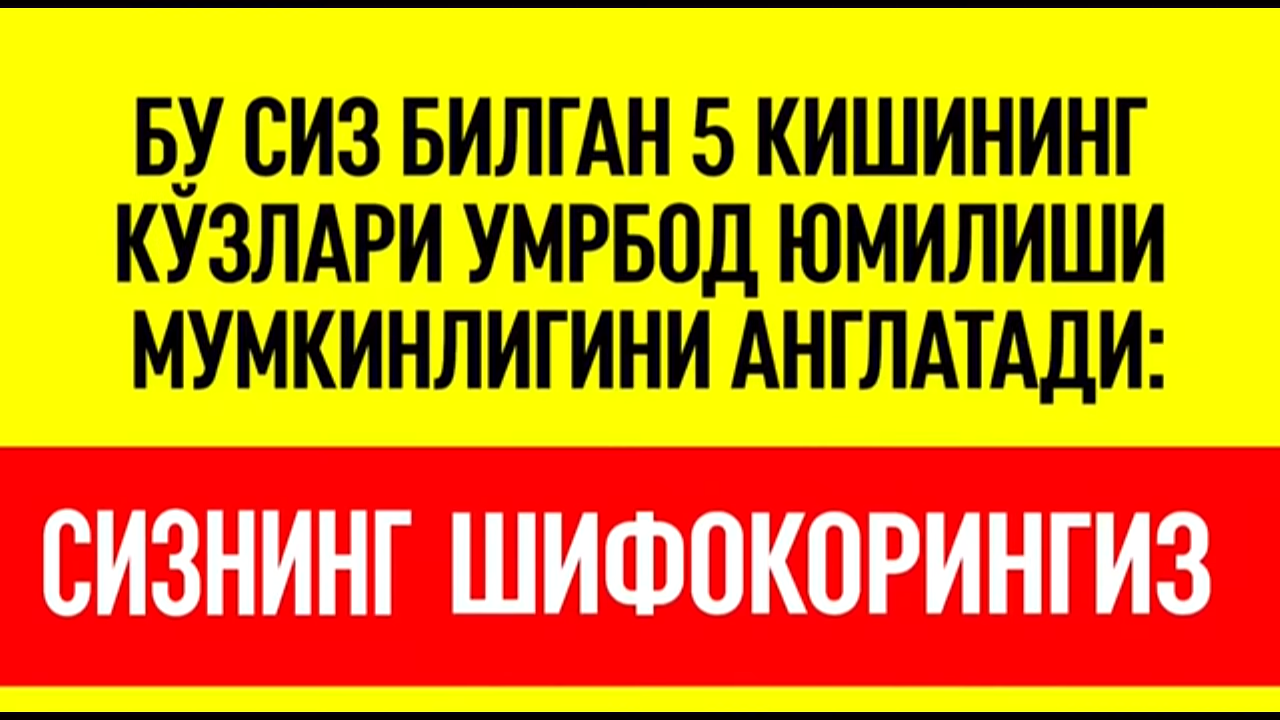 БУ СИЗ БИЛГАН 5 КИШИНИНГ
КЎЗЛАРИ УМРБОД ЮМИЛИШИ
МУМКИНЛИГИНИ АНГЛАТАДИ:
СИЗНИНГ ШИФОКОРИНГИЗ